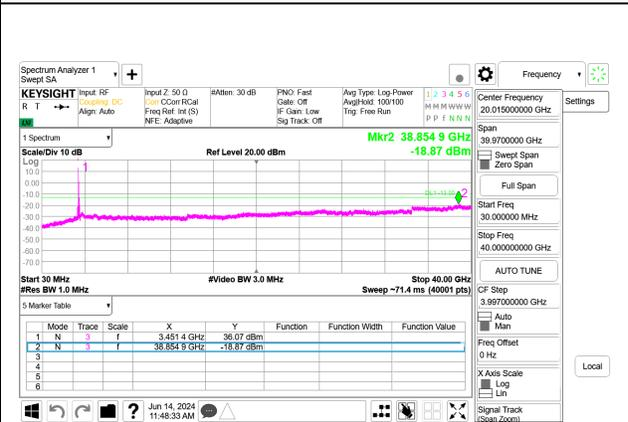 Spectrum Analyzer 1
Swept SA
Frequency
Settings
KEYSIGHT
R T
Input: RF
Coupling: DC
Align: Auto
Input Z: 50 Ω
Corr CCorr RCal
Freq Ref: Int (S)
NFE: Adaptive
#Atten: 30 dB
PNO: Fast
Gate: Off
IF Gain: Low
Sig Track: Off
Avg Type: Log-Power
Avg|Hold: 100/100
Trig: Free Run
1 2 3 4 5 6
M M M W W W
P P f N N N
1 Spectrum
Scale/Div 10 dB
Ref Level 20.00 dBm
Mkr2 38.854 9 GHz
-18.87 dBm
Log
10.0
0.00
-10.0
-20.0
-30.0
-40.0
-50.0
-60.0
-70.0
1
2
Start 30 MHz
#Video BW 3.0 MHz
Stop 40.00 GHz
#Res BW 1.0 MHz
Sweep ~71.4 ms (40001 pts)
5 Marker Table
Mode Trace Scale X Y Function Function Width Function Value
1 N 3 f 3.451 4 GHz 36.07 dBm
2 N 3 f 38.854 9 GHz -18.87 dBm
3
4
5
6
Jun 14, 2024
11:48:33 AM
Center Frequency
20.015000000 GHz
Span
39.9700000 GHz
Swept Span
Zero Span
Full Span
Start Freq
30.000000 MHz
Stop Freq
40.000000000 GHz
AUTO TUNE
CF Step
3.997000000 GHz
Auto
Man
Freq Offset
0 Hz
X Axis Scale
Log
Lin
Signal Track
(Span Zoom)
Local